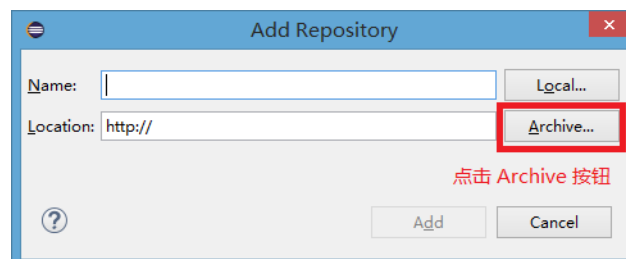 Add Repository
Name: Local...
Location: http:// Archive...
点击 Archive 按钮
? Add Cancel